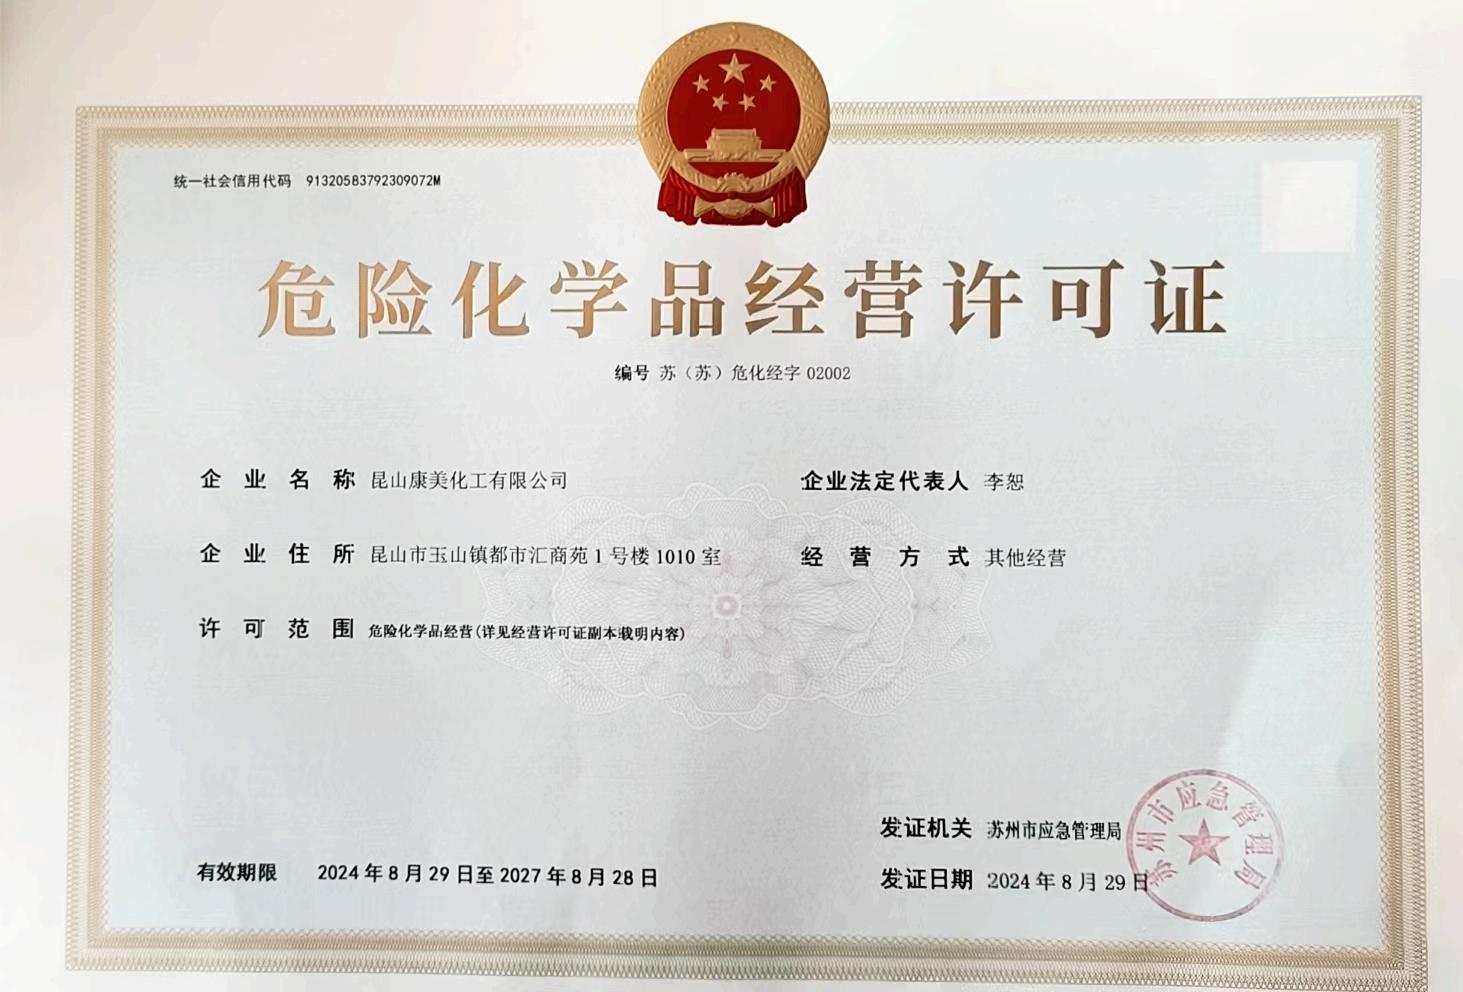 统一社会信用代码 91320583792309072M
危险化学品经营许可证
编号 苏（苏）危化经字 02002
企业名称 昆山康美化工有限公司
企业法定代表人 李恕
企业住所 昆山市玉山镇都市汇商苑1号楼1010室
经营方式 其他经营
许可范围 危险化学品经营(详见经营许可证副本载明内容)
发证机关 苏州市应急管理局
有效期限 2024年8月29日至2027年8月28日
发证日期 2024年8月29日
苏州市应急管理局